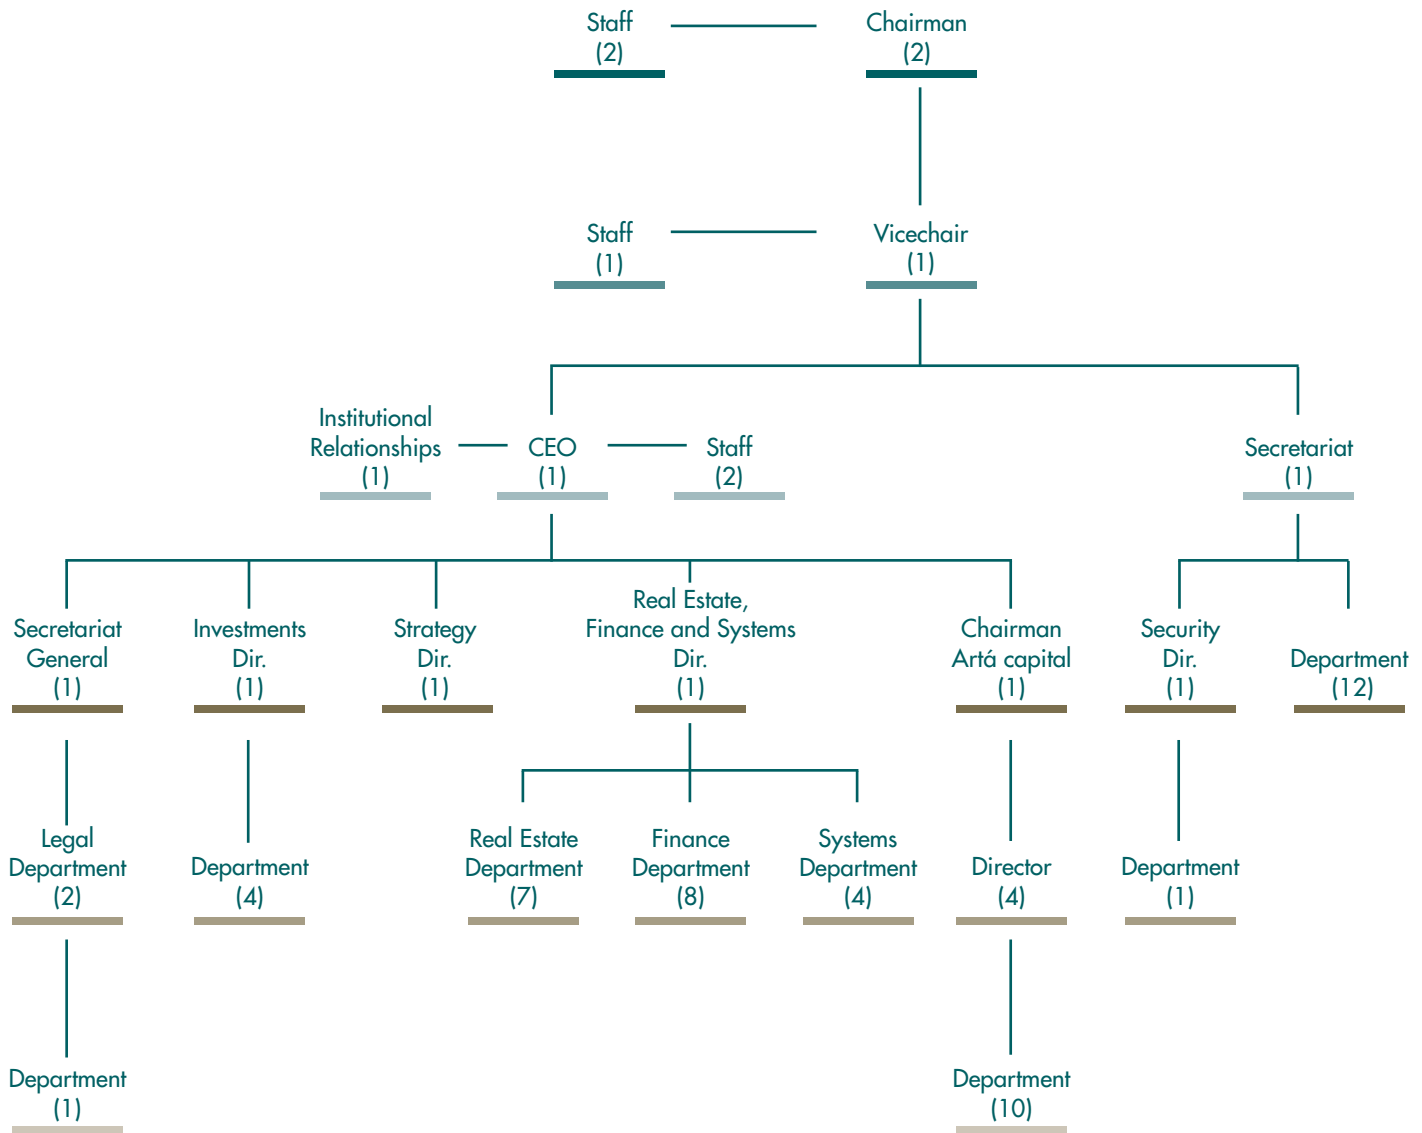 Staff
(2)
Chairman
(2)
Staff
(1)
Vicechair
(1)
Institutional
Relationships
(1)
CEO
(1)
Staff
(2)
Secretariat
(1)
Secretariat
General
(1)
Investments
Dir.
(1)
Strategy
Dir.
(1)
Real Estate,
Finance and Systems
Dir.
(1)
Chairman
Artá capital
(1)
Security
Dir.
(1)
Department
(12)
Legal
Department
(2)
Department
(4)
Real Estate
Department
(7)
Finance
Department
(8)
Systems
Department
(4)
Director
(4)
Department
(1)
Department
(1)
Department
(10)